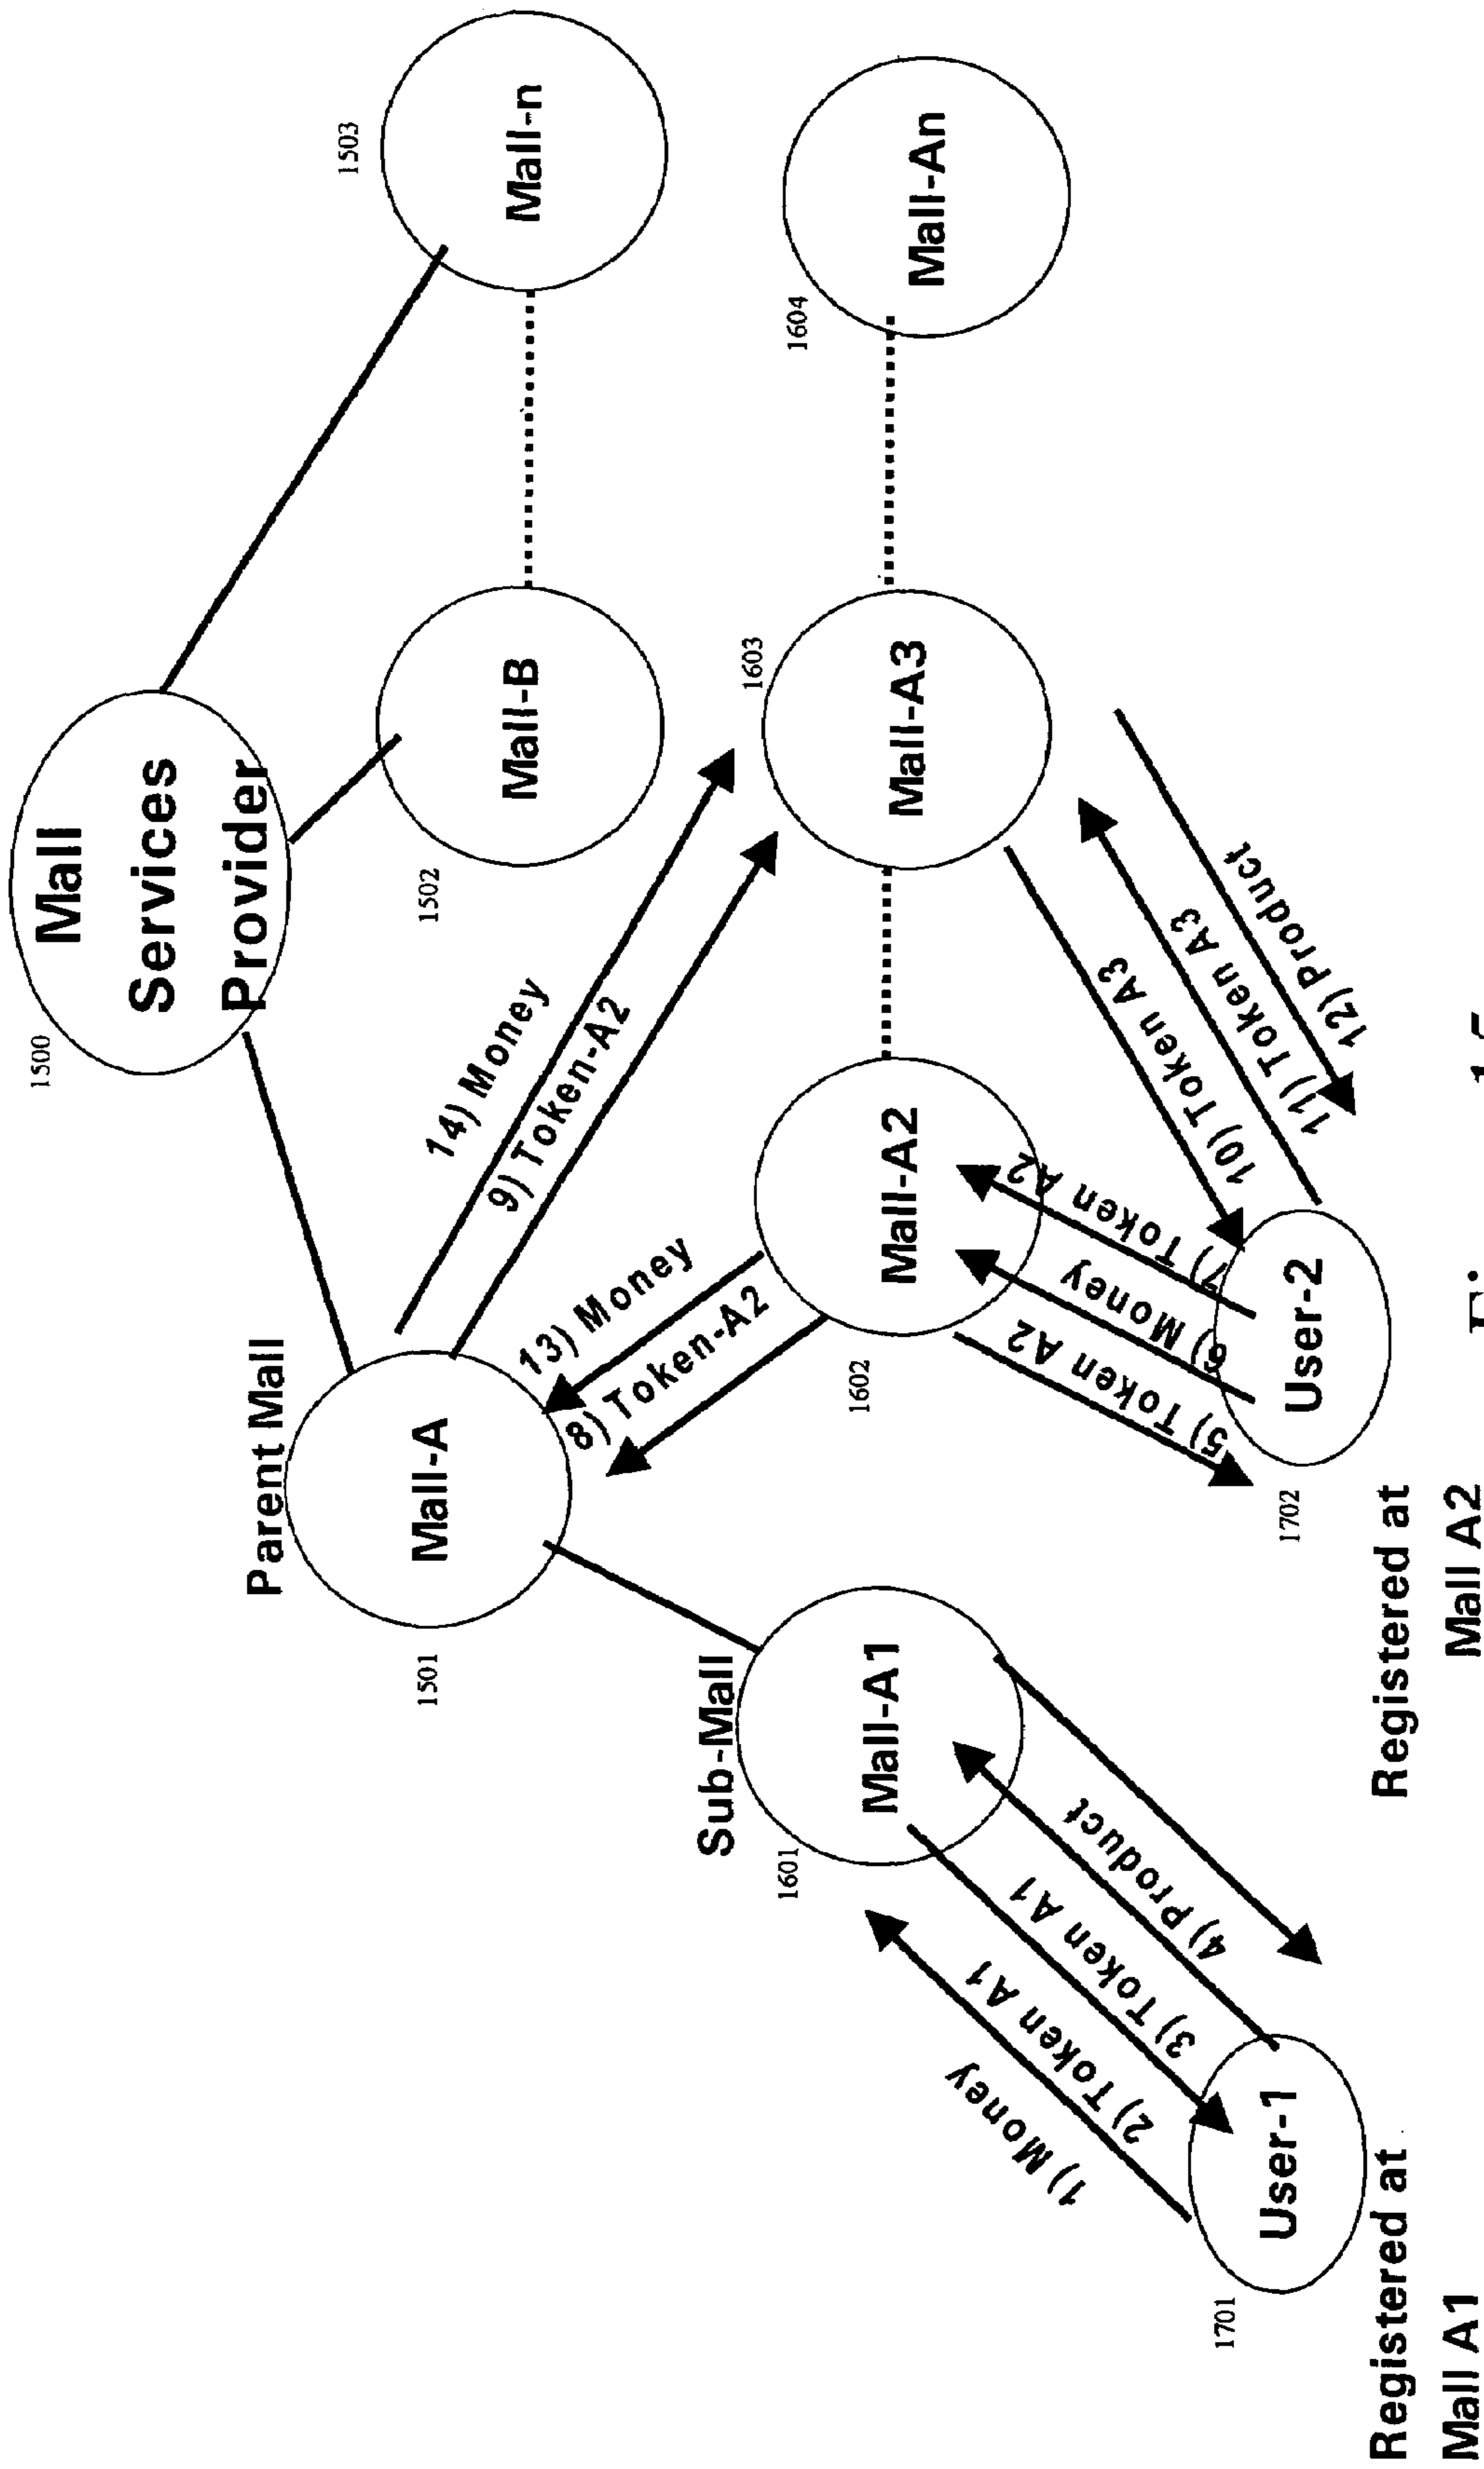 1500
Mall
Services
Provider
Parent Mall
1501
Mall-A
1502
Mall-B
1503
Mall-n
14) Money
9) Token-A2
13) Money
8) Token-A2
Sub-Mall
1601
Mall-A1
1602
Mall-A2
1603
Mall-A3
1604
Mall-An
1) Money
2) Token A1
3) Token A1
4) Product
5) Token A2
6) Money
7) Token A2
10) Token A3
11) Token A3
12) Product
1701
User-1
Registered at
Mall A1
1702
User-2
Registered at
Mall A2